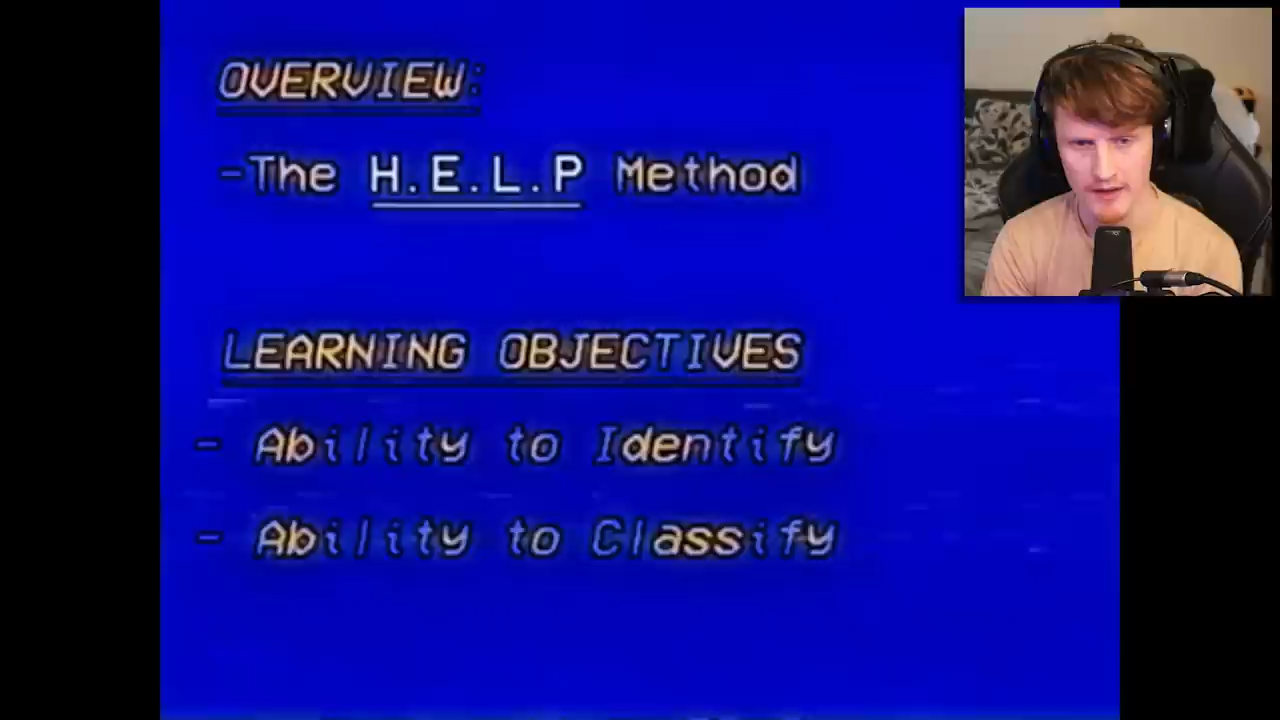 OVERVIEW:
-The H.E.L.P Method
LEARNING OBJECTIVES
- Ability to Identify
- Ability to Classify